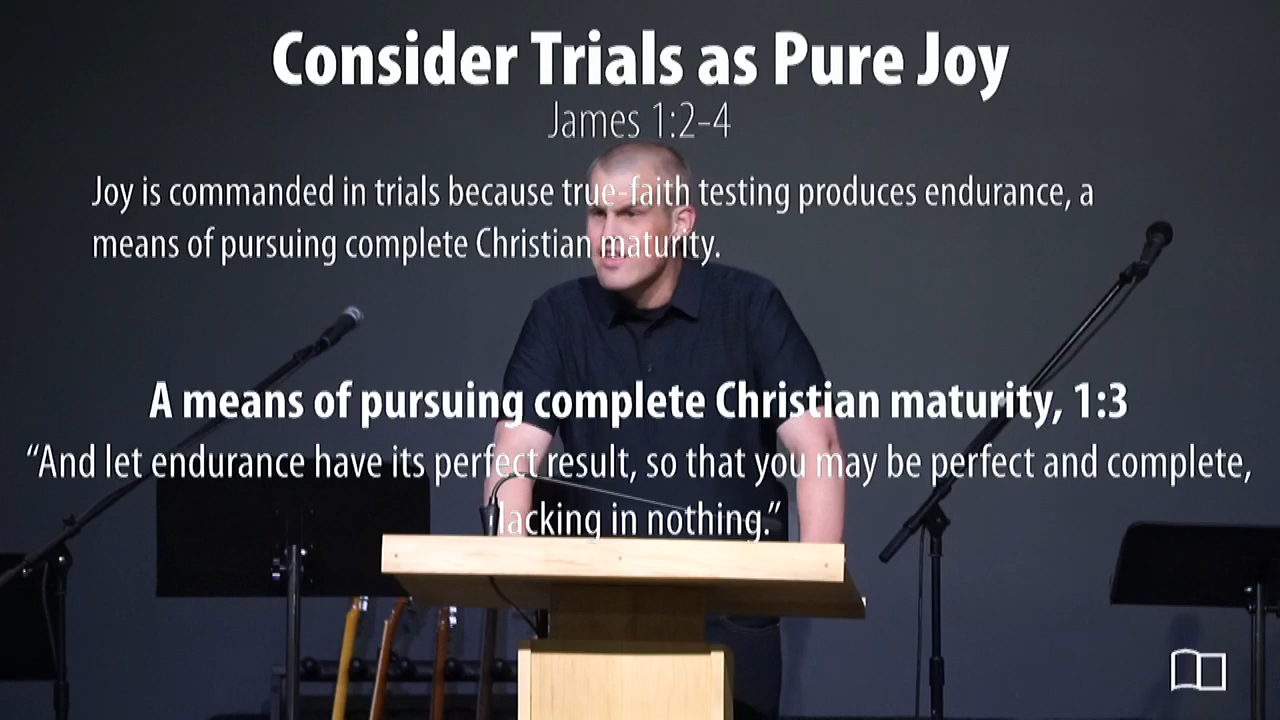 Consider Trials as Pure Joy
James 1:2-4
Joy is commanded in trials because true-faith testing produces endurance, a
means of pursuing complete Christian maturity.
A means of pursuing complete Christian maturity, 1:3
“And let endurance have its perfect result, so that you may be perfect and complete,
lacking in nothing.”